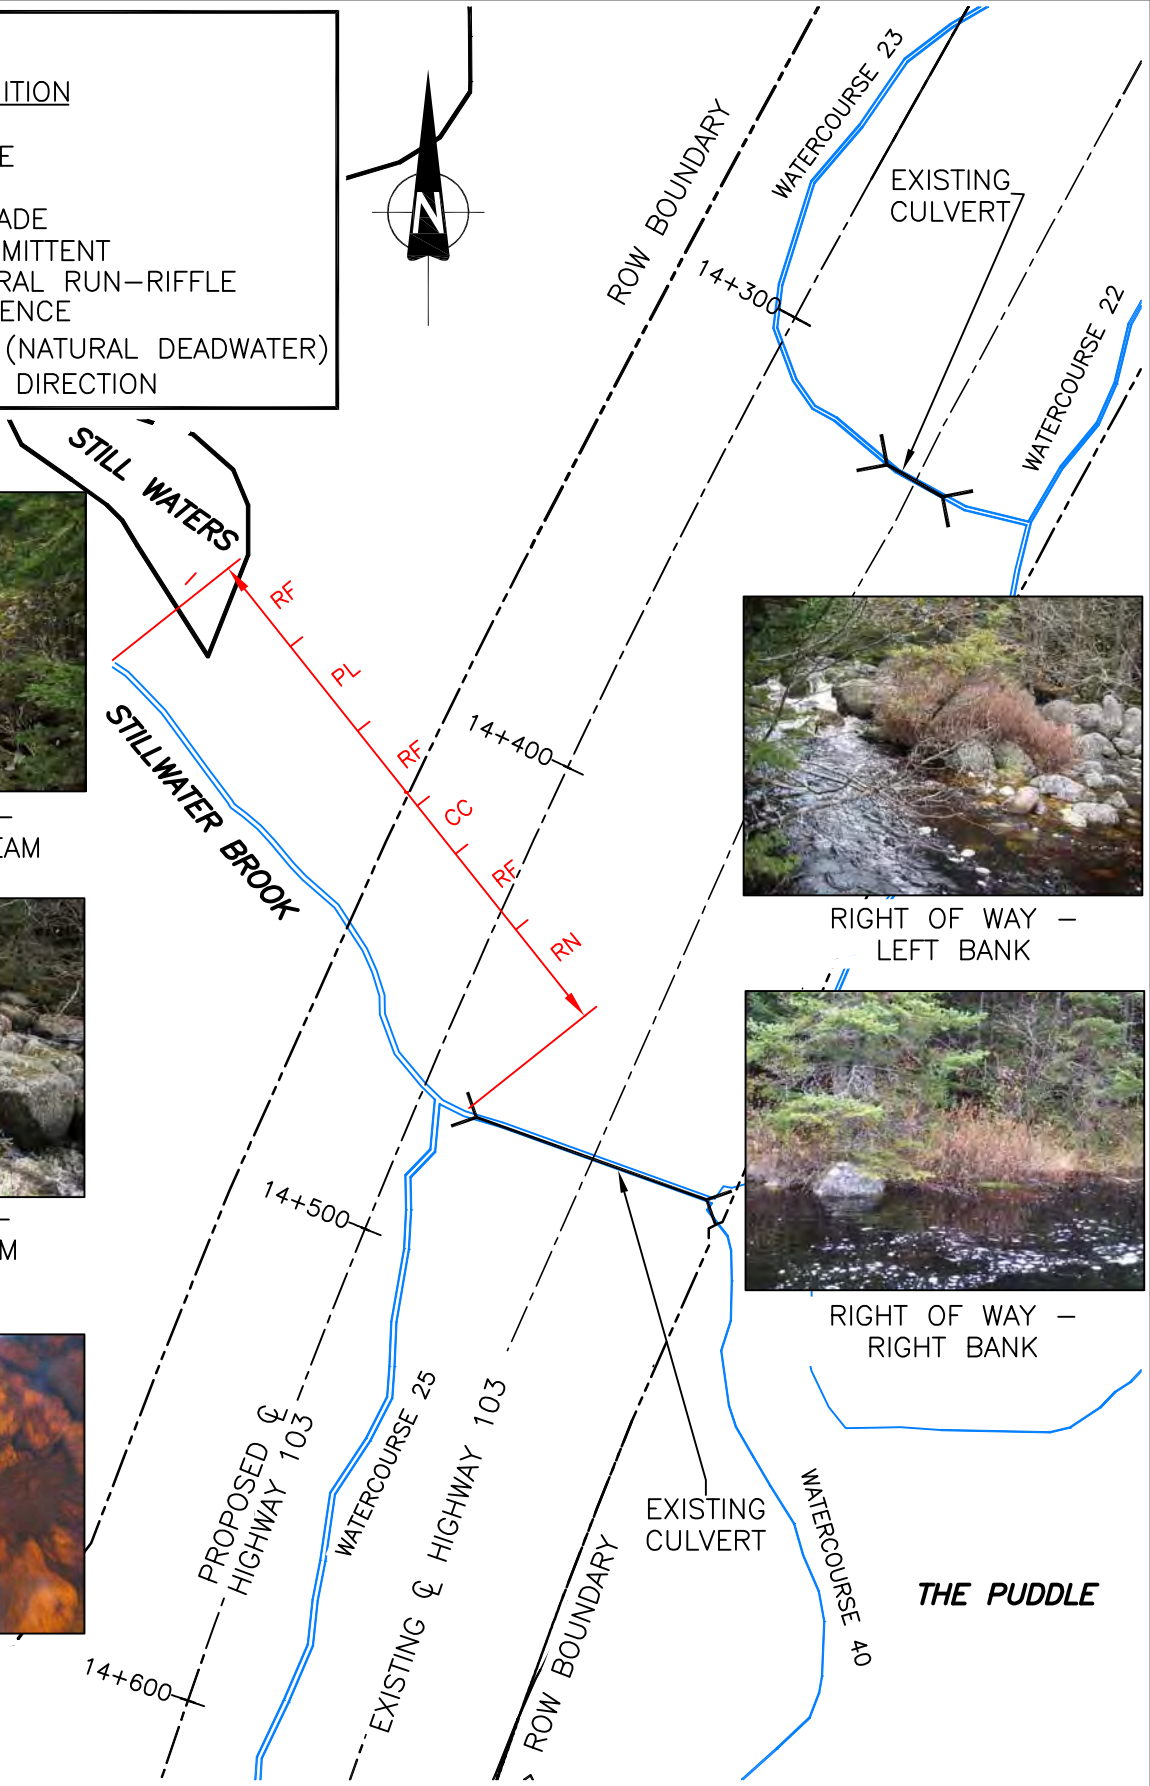 ITION
E
ADE
MITTENT
RAL RUN-RIFFLE
ENCE
(NATURAL DEADWATER)
DIRECTION
N
ROW BOUNDARY
WATERCOURSE 23
EXISTING
CULVERT
14+300
WATERCOURSE 22
STILL WATERS
I
RF
PL
RF
CC
RF
RN
14+400
STILLWATER BROOK
–
EAM
RIGHT OF WAY –
LEFT BANK
14+500
–
M
RIGHT OF WAY –
RIGHT BANK
PROPOSED ℄
HIGHWAY 103
WATERCOURSE 25
EXISTING ℄ HIGHWAY 103
EXISTING
CULVERT
ROW BOUNDARY
WATERCOURSE 40
THE PUDDLE
14+600